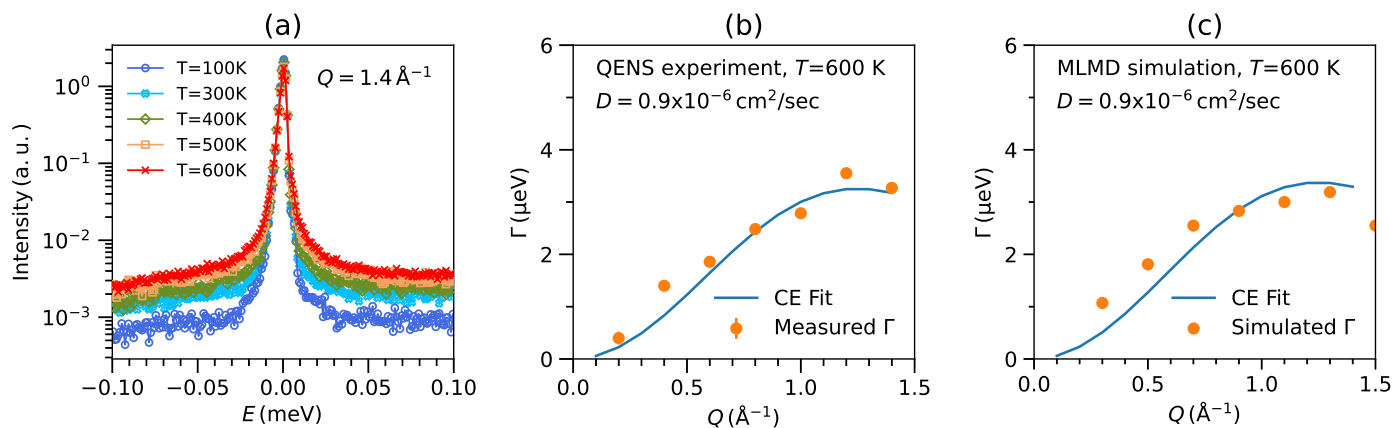 (a)
Intensity (a. u. )
10⁰
10⁻¹
10⁻²
10⁻³
T=100K
T=300K
T=400K
T=500K
T=600K
Q = 1.4 Å⁻¹
−0.10 −0.05 0.00 0.05 0.10
E (meV)
(b)
Γ (μeV)
6
4
2
0
QENS experiment, T=600 K
D = 0.9x10⁻⁶ cm²/sec
CE Fit
Measured Γ
0.0 0.5 1.0 1.5
Q (Å⁻¹)
(c)
Γ (μeV)
6
4
2
0
MLMD simulation, T=600 K
D = 0.9x10⁻⁶ cm²/sec
CE Fit
Simulated Γ
0.0 0.5 1.0 1.5
Q (Å⁻¹)